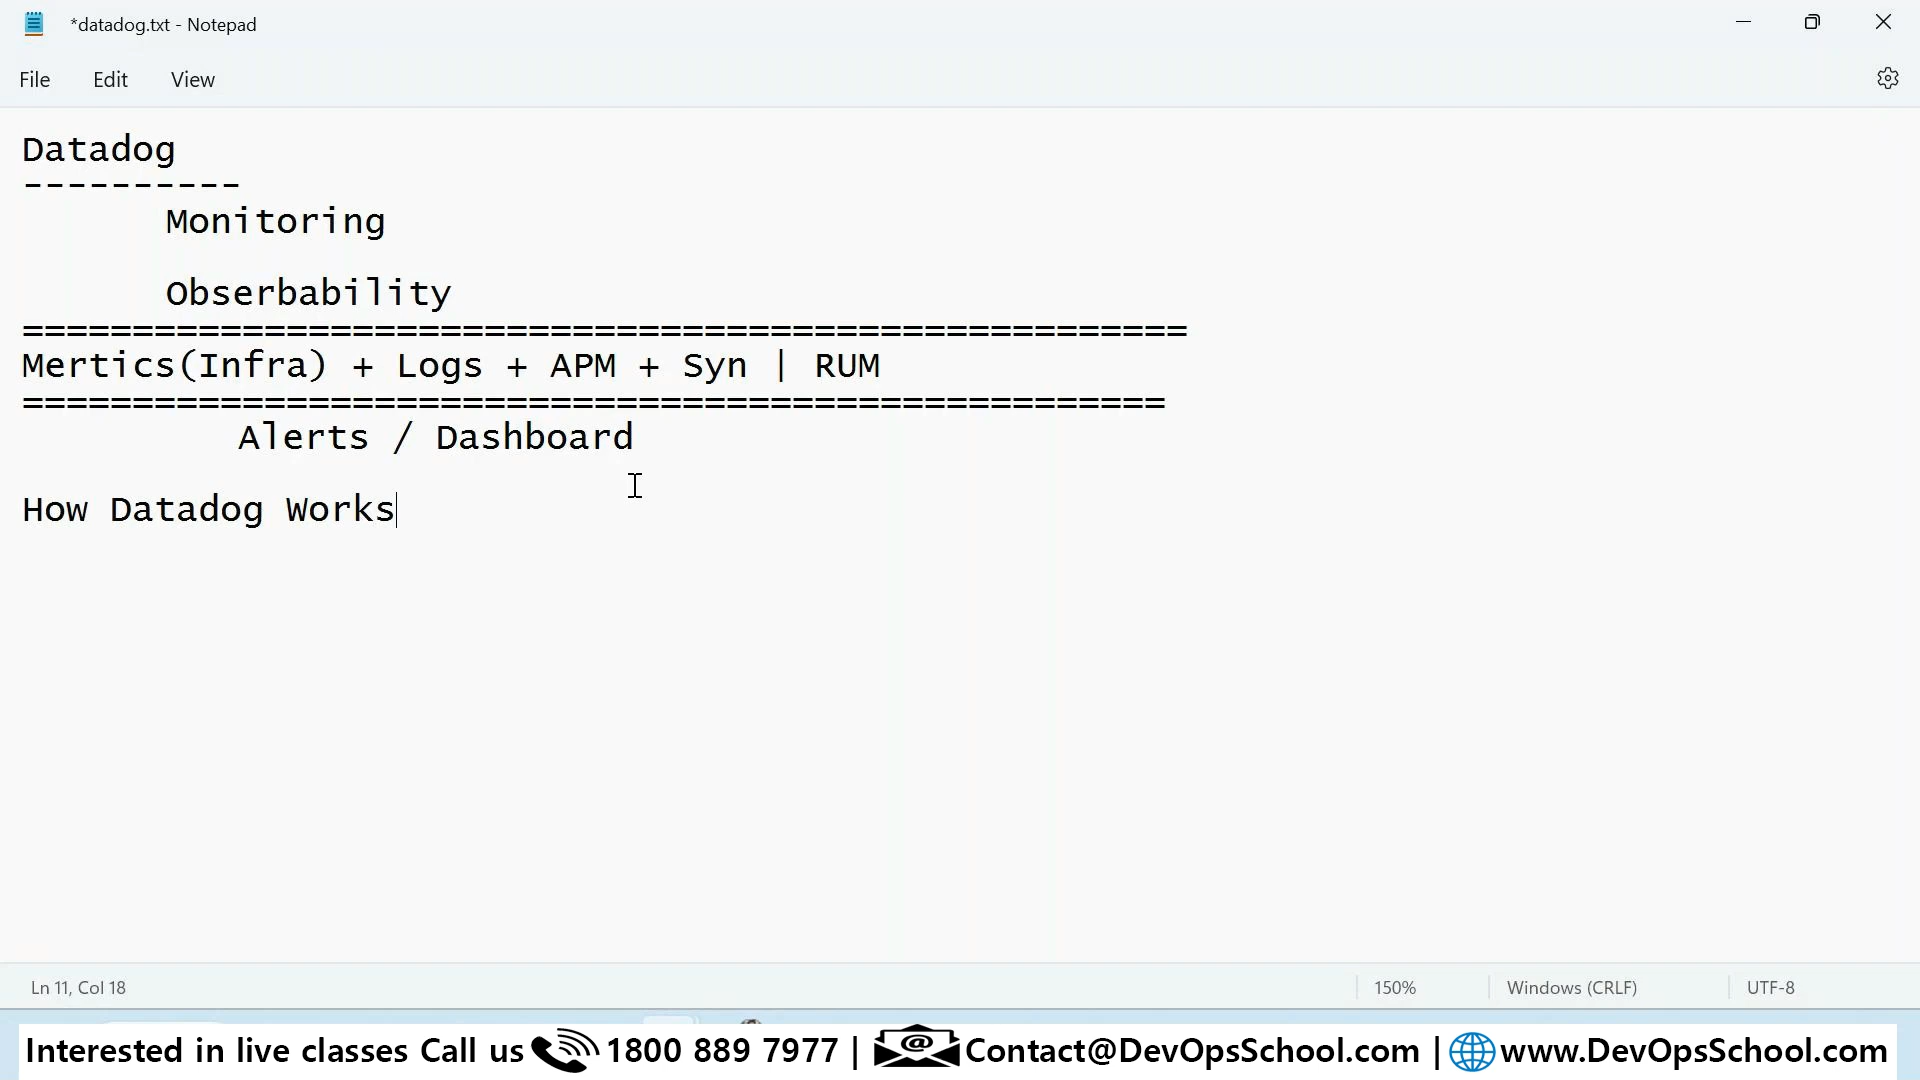 *datadog.txt - Notepad
File Edit View
Datadog
----------
Monitoring
Obserbability
=====================================================
Mertics(Infra) + Logs + APM + Syn | RUM
====================================================
Alerts / Dashboard
How Datadog Works
Ln 11, Col 18 150% Windows (CRLF) UTF-8
Interested in live classes Call us 1800 889 7977 | Contact@DevOpsSchool.com | www.DevOpsSchool.com